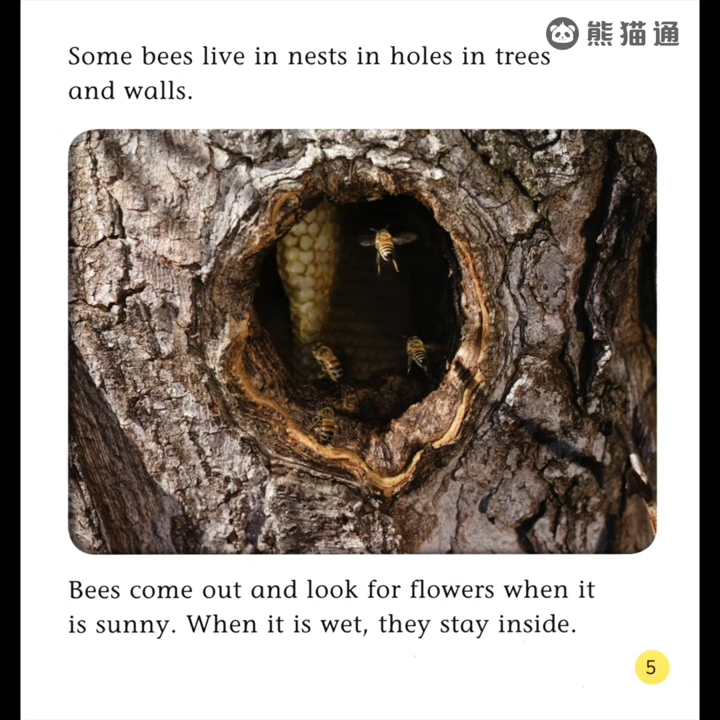 熊猫通
Some bees live in nests in holes in trees
and walls.
Bees come out and look for flowers when it
is sunny. When it is wet, they stay inside.
5